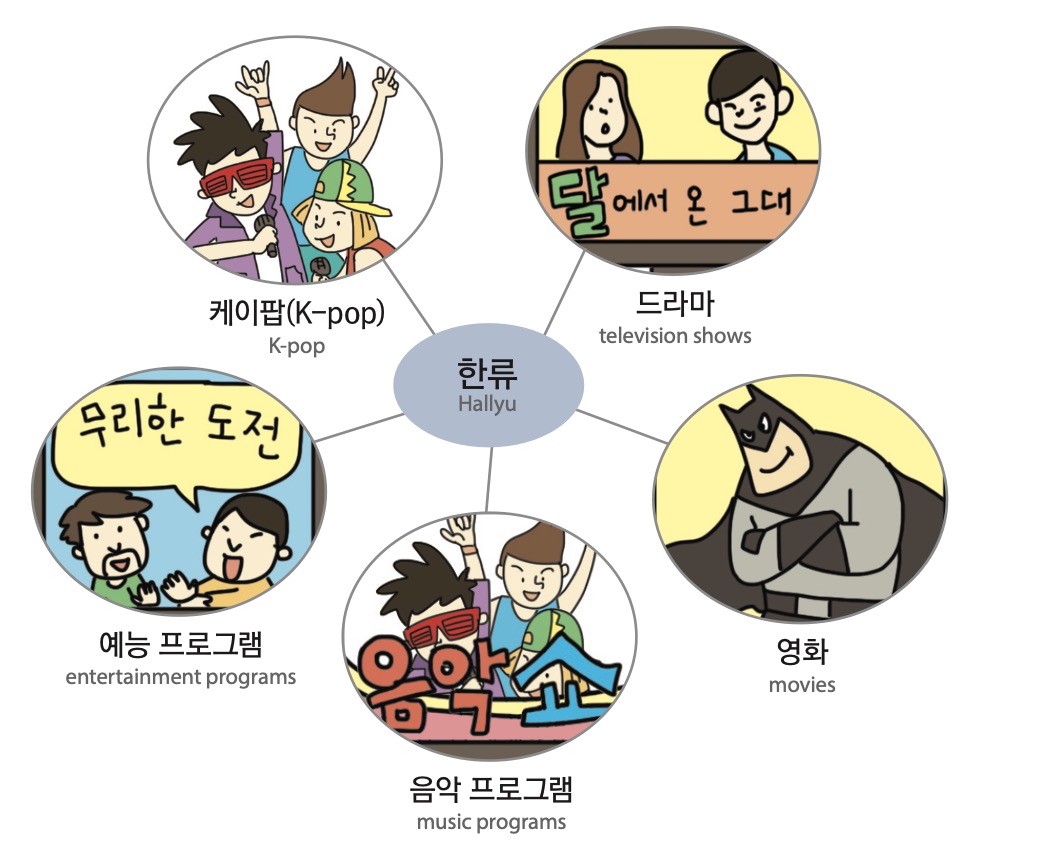 달에서 온 그대
케이팝(K-pop)
K-pop
드라마
television shows
한류
Hallyu
무리한 도전
예능 프로그램
entertainment programs
영화
movies
음악 쇼
음악 프로그램
music programs